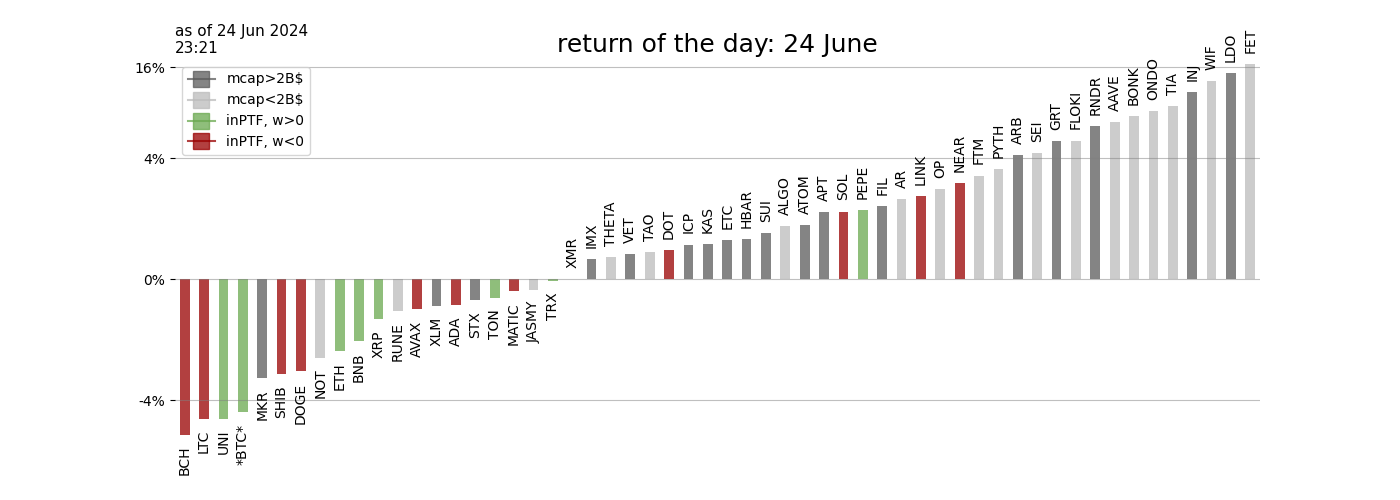 as of 24 Jun 2024
23:21
return of the day: 24 June
16%
4%
0%
-4%
mcap>2B$
mcap<2B$
inPTF, w>0
inPTF, w<0
BCH
LTC
UNI
*BTC*
MKR
SHIB
DOGE
NOT
ETH
BNB
XRP
RUNE
AVAX
XLM
ADA
STX
TON
MATIC
JASMY
TRX
XMR
IMX
THETA
VET
TAO
DOT
ICP
KAS
ETC
HBAR
SUI
ALGO
ATOM
APT
SOL
PEPE
FIL
AR
LINK
OP
NEAR
FTM
PYTH
ARB
SEI
GRT
FLOKI
RNDR
AAVE
BONK
ONDO
TIA
INJ
WIF
LDO
FET